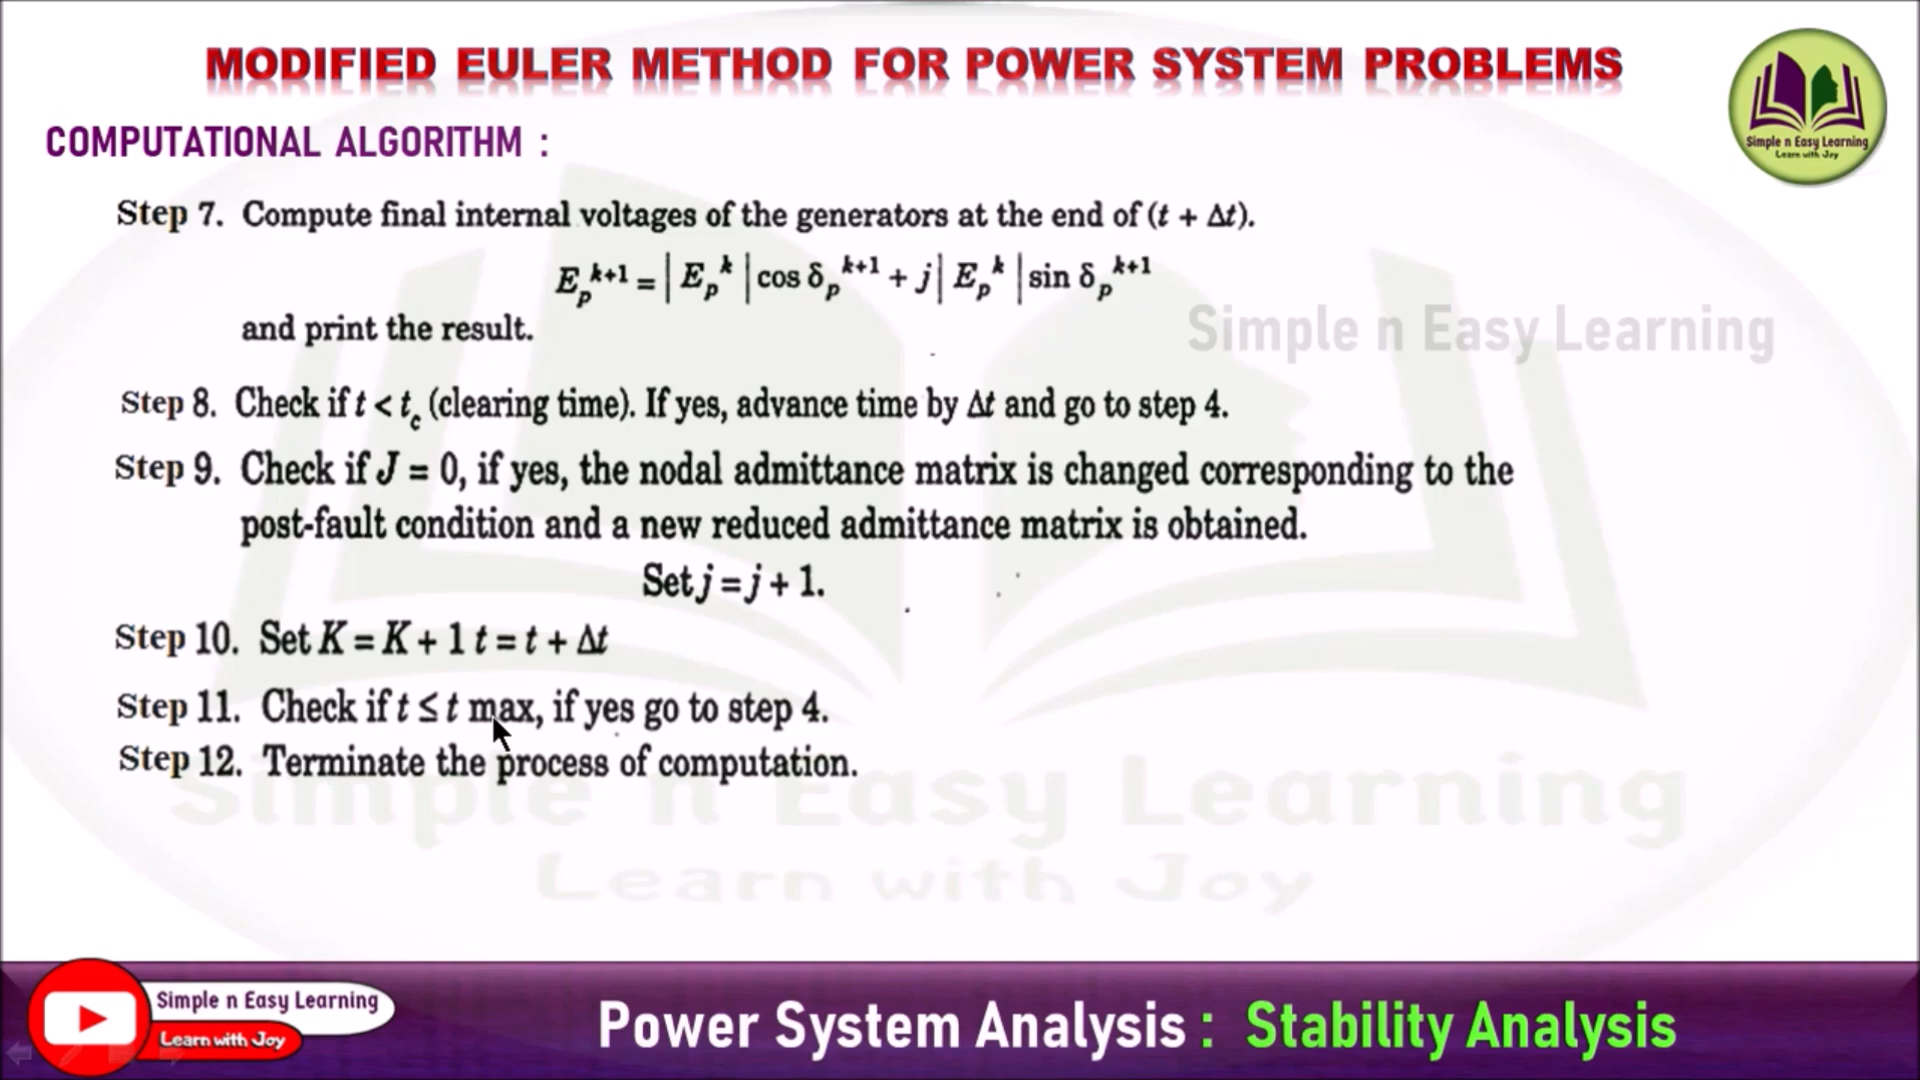 MODIFIED EULER METHOD FOR POWER SYSTEM PROBLEMS
Simple n Easy Learning
Learn with Joy
COMPUTATIONAL ALGORITHM :
Step 7. Compute final internal voltages of the generators at the end of (t + Δt).
E_p^{k+1} = | E_p^k | cos δ_p^{k+1} + j | E_p^k | sin δ_p^{k+1}
and print the result.
Simple n Easy Learning
Step 8. Check if t < t_c (clearing time). If yes, advance time by Δt and go to step 4.
Step 9. Check if J = 0, if yes, the nodal admittance matrix is changed corresponding to the
post-fault condition and a new reduced admittance matrix is obtained.
Set j = j + 1.
Step 10. Set K = K + 1 t = t + Δt
Step 11. Check if t ≤ t max, if yes go to step 4.
Step 12. Terminate the process of computation.
Simple n Easy Learning
Learn with Joy
Simple n Easy Learning
Learn with Joy
Power System Analysis : Stability Analysis